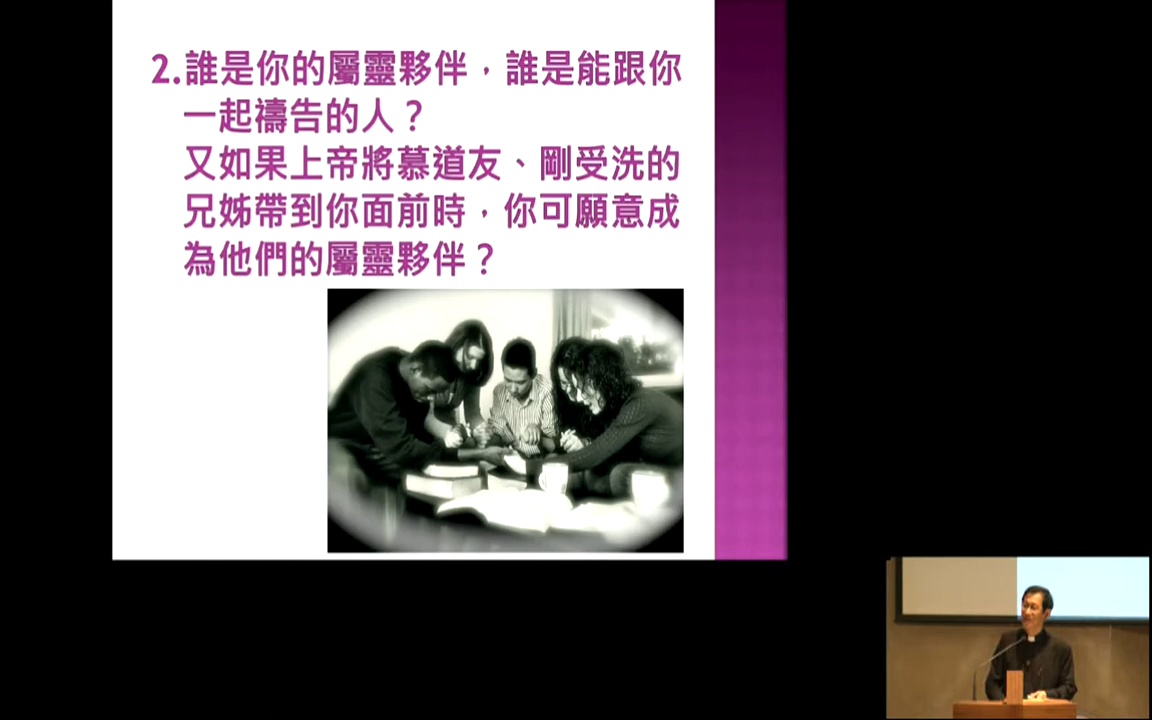 2.誰是你的屬靈夥伴，誰是能跟你
一起禱告的人？
又如果上帝將慕道友、剛受洗的
兄姊帶到你面前時，你可願意成
為他們的屬靈夥伴？